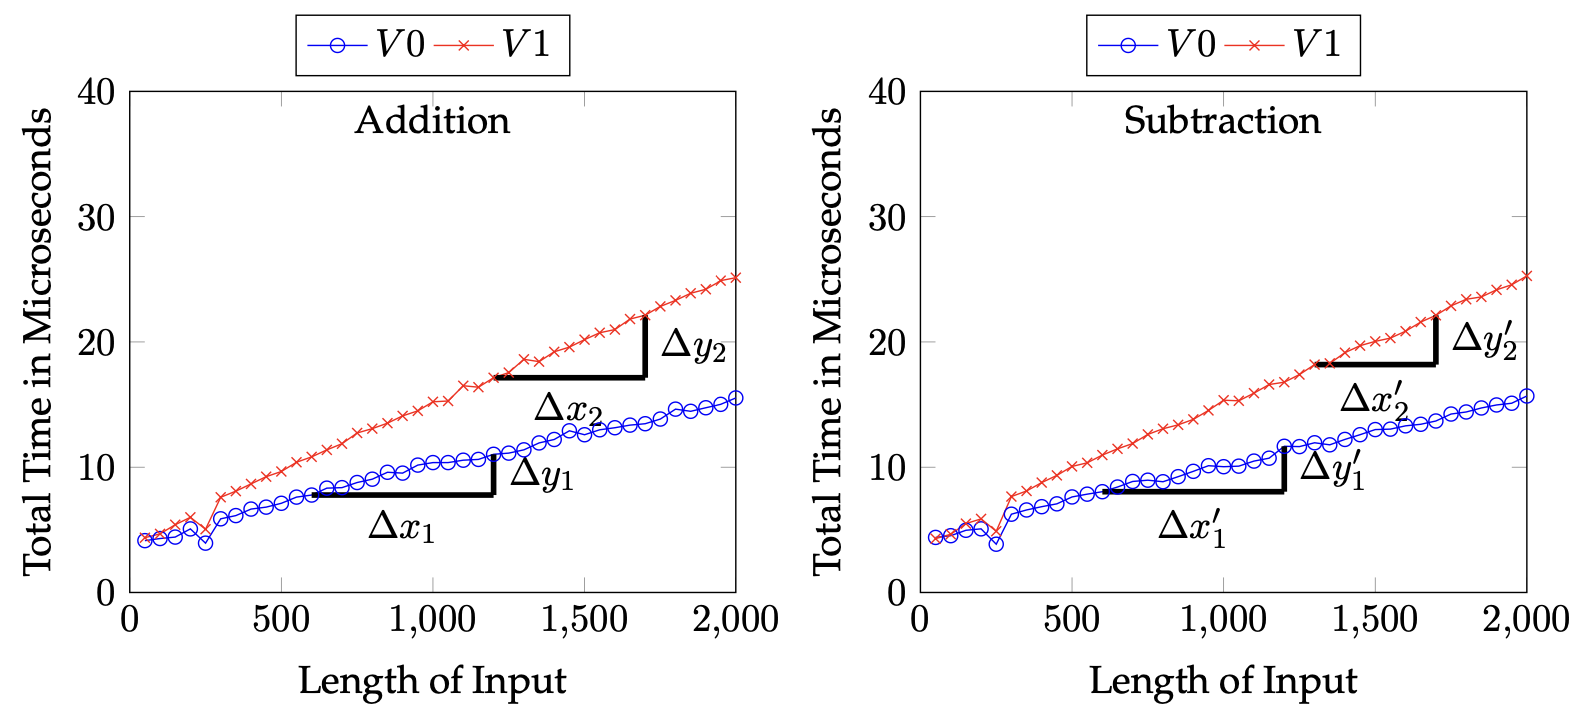 V0 V1
Addition
Total Time in Microseconds
40
30
20
10
0
0 500 1,000 1,500 2,000
Length of Input
Δx₁
Δy₁
Δx₂
Δy₂
V0 V1
Subtraction
Total Time in Microseconds
40
30
20
10
0
0 500 1,000 1,500 2,000
Length of Input
Δx′₁
Δy′₁
Δx′₂
Δy′₂